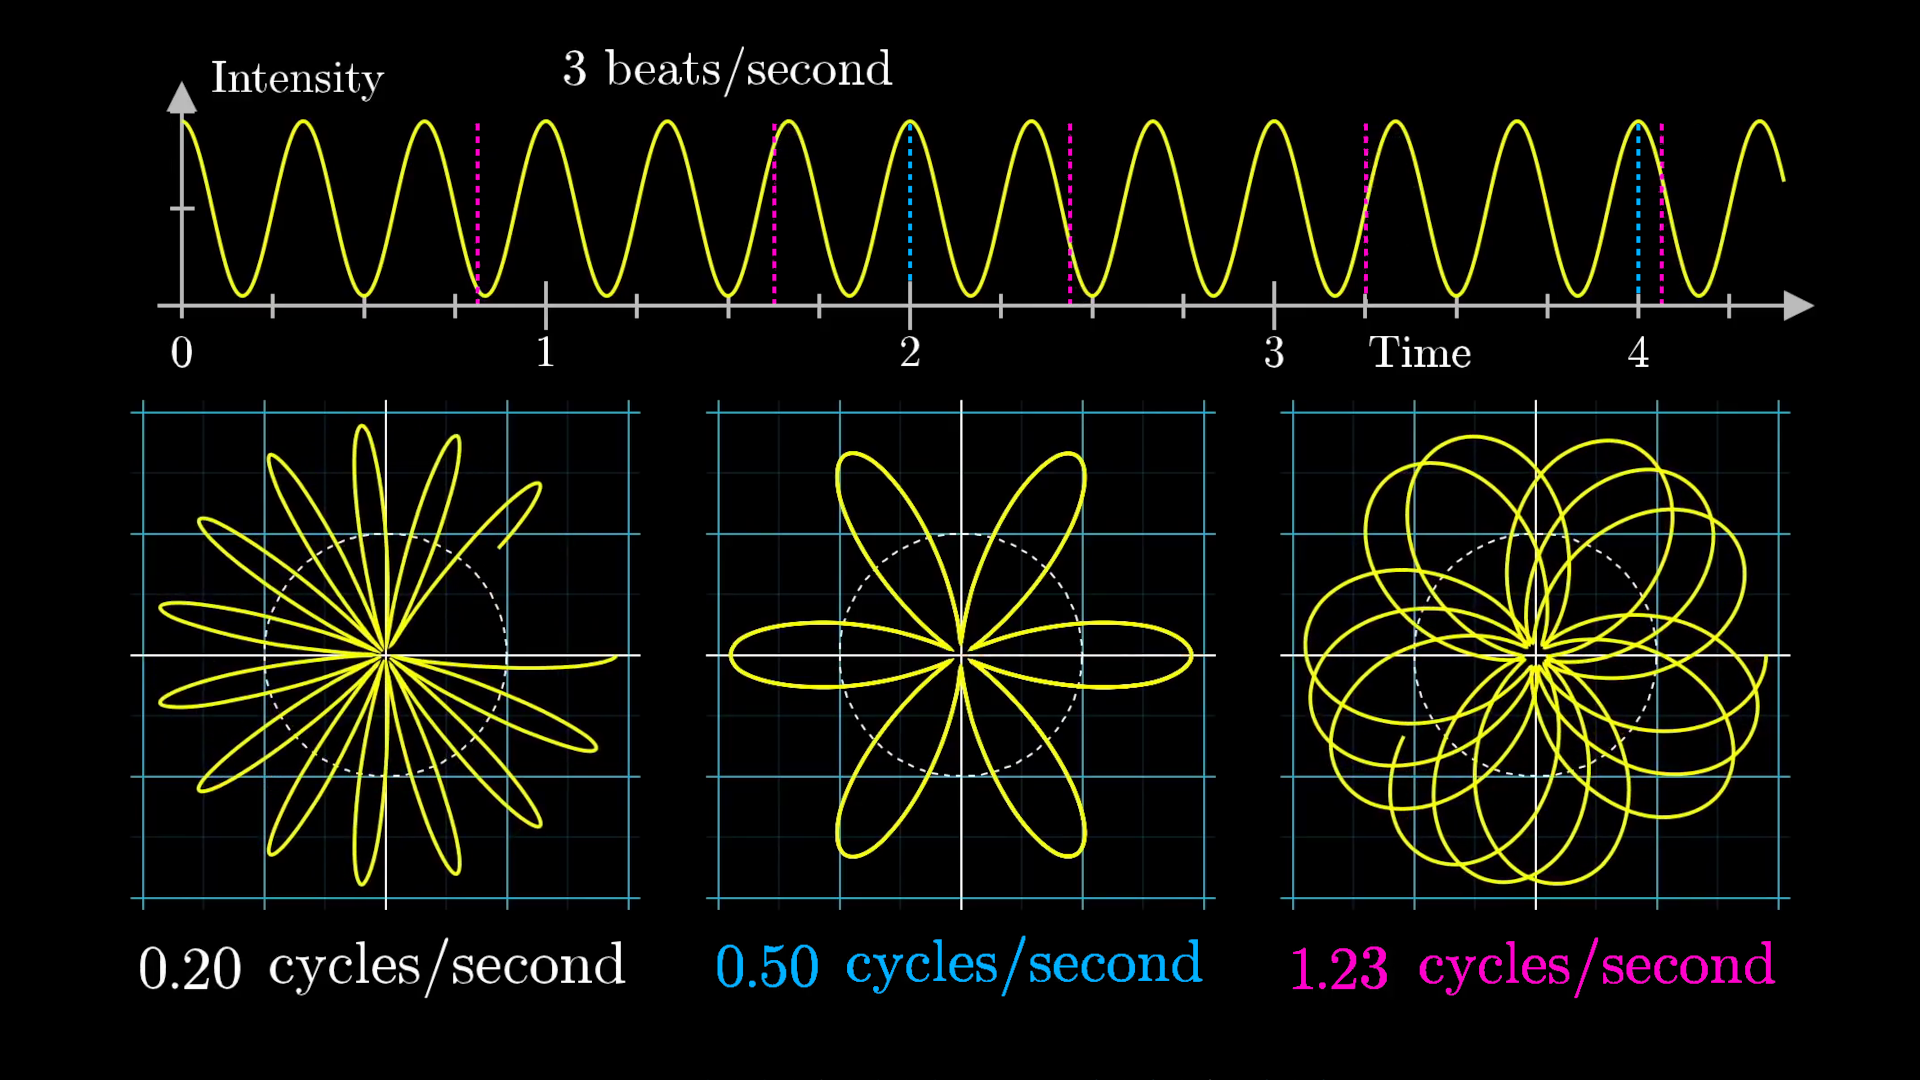 Intensity
3 beats/second
0 1 2 3 Time 4
0.20 cycles/second
0.50 cycles/second
1.23 cycles/second